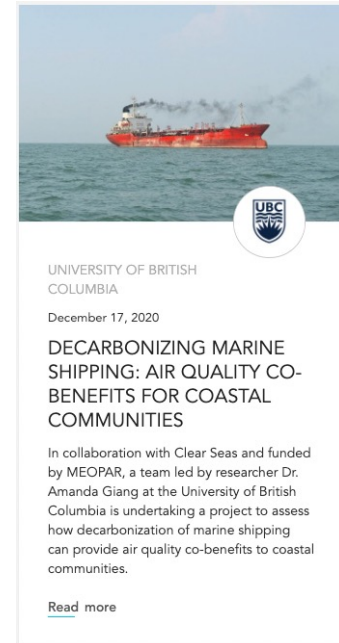 UBC
UNIVERSITY OF BRITISH
COLUMBIA
December 17, 2020
DECARBONIZING MARINE
SHIPPING: AIR QUALITY CO-
BENEFITS FOR COASTAL
COMMUNITIES
In collaboration with Clear Seas and funded
by MEOPAR, a team led by researcher Dr.
Amanda Giang at the University of British
Columbia is undertaking a project to assess
how decarbonization of marine shipping
can provide air quality co-benefits to coastal
communities.
Read more